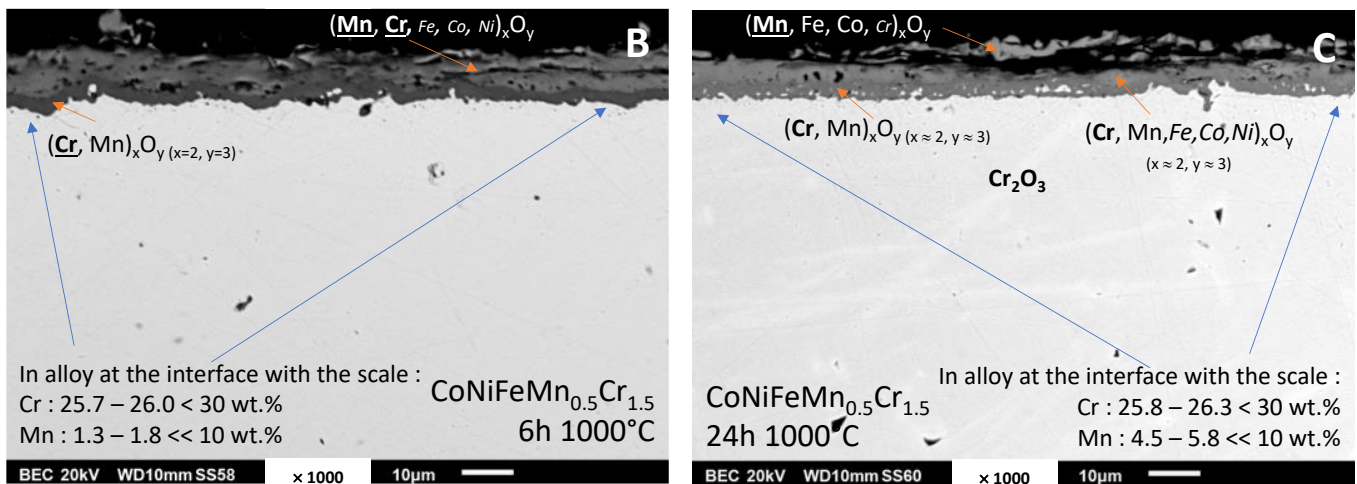 (Mn, Cr, Fe, Co, Ni)xOy
B
(Cr, Mn)xOy (x=2, y=3)
In alloy at the interface with the scale :
Cr : 25.7 – 26.0 < 30 wt.%
Mn : 1.3 – 1.8 << 10 wt.%
CoNiFeMn0.5Cr1.5
6h 1000°C
BEC 20kV WD10mm SS58 × 1000 10µm
(Mn, Fe, Co, Cr)xOy
C
(Cr, Mn)xOy (x ≈ 2, y ≈ 3)
(Cr, Mn,Fe,Co,Ni)xOy
(x ≈ 2, y ≈ 3)
Cr2O3
In alloy at the interface with the scale :
Cr : 25.8 – 26.3 < 30 wt.%
Mn : 4.5 – 5.8 << 10 wt.%
CoNiFeMn0.5Cr1.5
24h 1000°C
BEC 20kV WD10mm SS60 × 1000 10µm